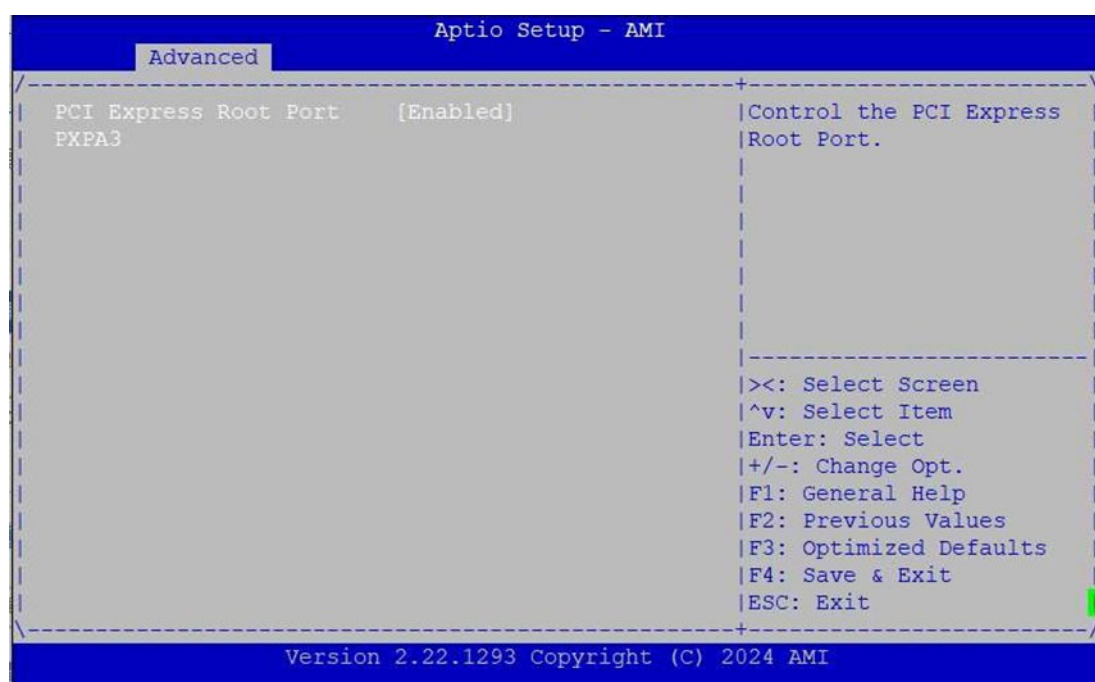 Aptio Setup - AMI
Advanced
PCI Express Root Port [Enabled]
PXPA3
Control the PCI Express
Root Port.
><: Select Screen
^v: Select Item
Enter: Select
+/-: Change Opt.
F1: General Help
F2: Previous Values
F3: Optimized Defaults
F4: Save & Exit
ESC: Exit
Version 2.22.1293 Copyright (C) 2024 AMI